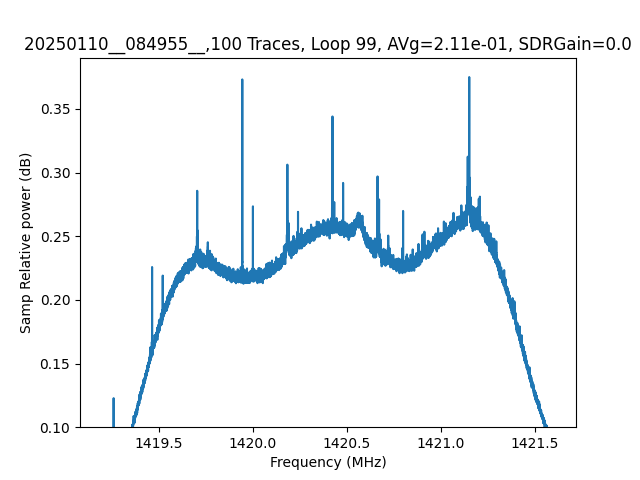 20250110__084955__,100 Traces, Loop 99, AVg=2.11e-01, SDRGain=0.0
Samp Relative power (dB)
0.35
0.30
0.25
0.20
0.15
0.10
1419.5 1420.0 1420.5 1421.0 1421.5
Frequency (MHz)